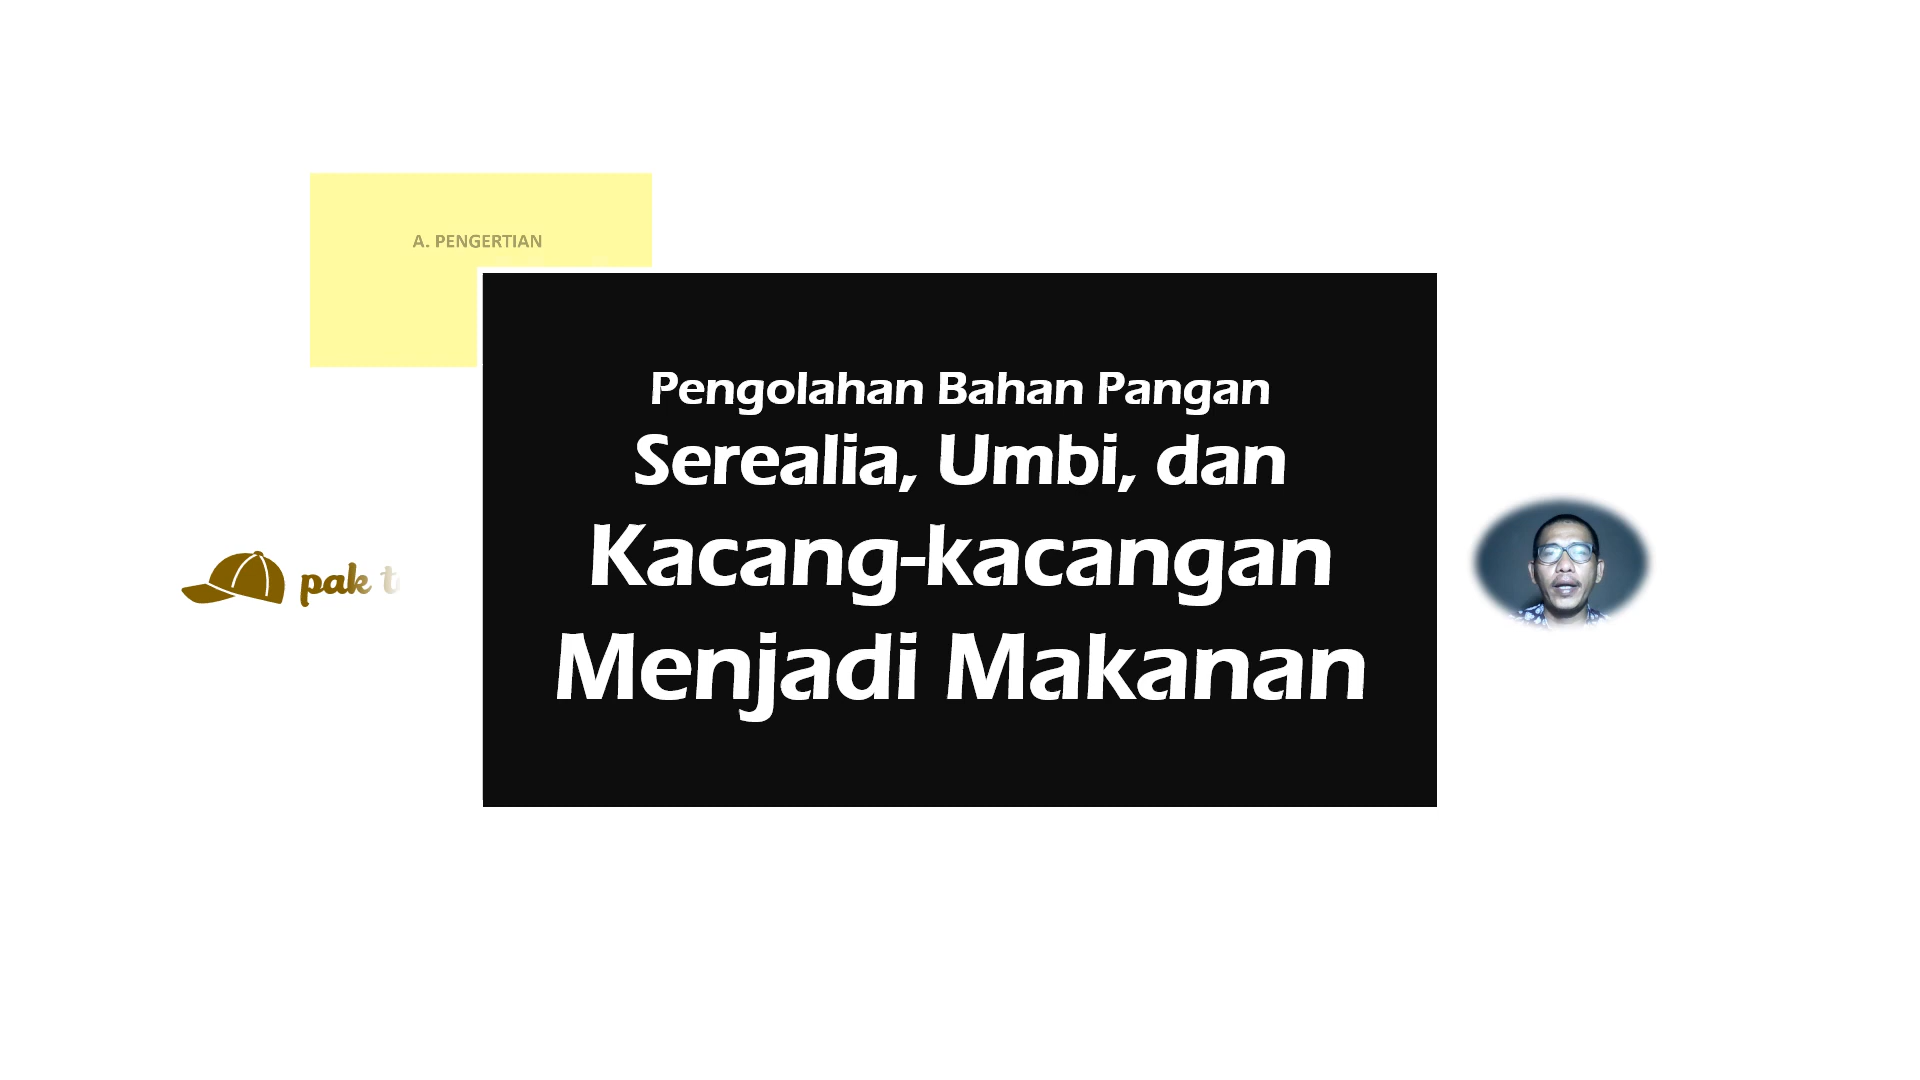 A. PENGERTIAN
Pengolahan Bahan Pangan
Serealia, Umbi, dan
Kacang-kacangan
Menjadi Makanan
pak